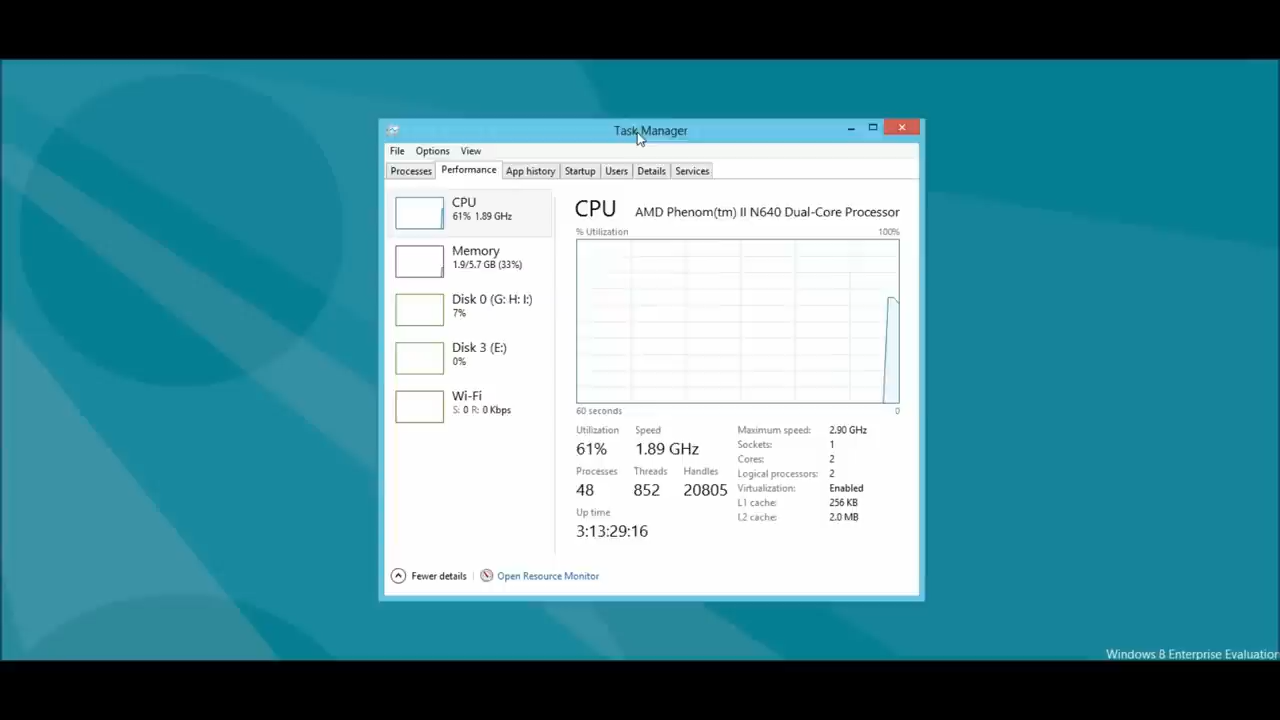 Task Manager
File Options View
Processes Performance App history Startup Users Details Services
CPU
61% 1.89 GHz
Memory
1.9/5.7 GB (33%)
Disk 0 (G: H: I:)
7%
Disk 3 (E:)
0%
Wi-Fi
S: 0 R: 0 Kbps
CPU AMD Phenom(tm) II N640 Dual-Core Processor
% Utilization 100%
60 seconds 0
Utilization Speed
61% 1.89 GHz
Processes Threads Handles
48 852 20805
Up time
3:13:29:16
Maximum speed: 2.90 GHz
Sockets: 1
Cores: 2
Logical processors: 2
Virtualization: Enabled
L1 cache: 256 KB
L2 cache: 2.0 MB
Fewer details Open Resource Monitor
Windows 8 Enterprise Evaluation